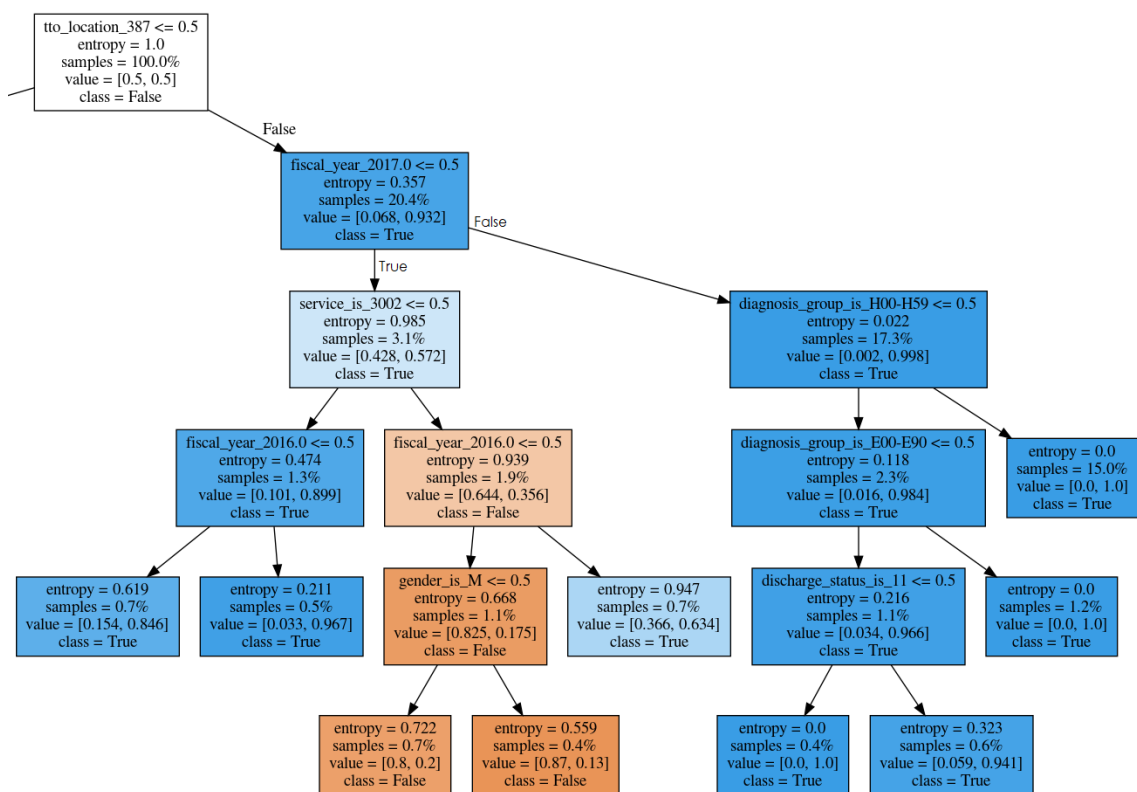 tto_location_387 <= 0.5
entropy = 1.0
samples = 100.0%
value = [0.5, 0.5]
class = False
False
fiscal_year_2017.0 <= 0.5
entropy = 0.357
samples = 20.4%
value = [0.068, 0.932]
class = True
False
True
service_is_3002 <= 0.5
entropy = 0.985
samples = 3.1%
value = [0.428, 0.572]
class = True
diagnosis_group_is_H00-H59 <= 0.5
entropy = 0.022
samples = 17.3%
value = [0.002, 0.998]
class = True
fiscal_year_2016.0 <= 0.5
entropy = 0.474
samples = 1.3%
value = [0.101, 0.899]
class = True
fiscal_year_2016.0 <= 0.5
entropy = 0.939
samples = 1.9%
value = [0.644, 0.356]
class = False
diagnosis_group_is_E00-E90 <= 0.5
entropy = 0.118
samples = 2.3%
value = [0.016, 0.984]
class = True
entropy = 0.0
samples = 15.0%
value = [0.0, 1.0]
class = True
entropy = 0.619
samples = 0.7%
value = [0.154, 0.846]
class = True
entropy = 0.211
samples = 0.5%
value = [0.033, 0.967]
class = True
gender_is_M <= 0.5
entropy = 0.668
samples = 1.1%
value = [0.825, 0.175]
class = False
entropy = 0.947
samples = 0.7%
value = [0.366, 0.634]
class = True
discharge_status_is_11 <= 0.5
entropy = 0.216
samples = 1.1%
value = [0.034, 0.966]
class = True
entropy = 0.0
samples = 1.2%
value = [0.0, 1.0]
class = True
entropy = 0.722
samples = 0.7%
value = [0.8, 0.2]
class = False
entropy = 0.559
samples = 0.4%
value = [0.87, 0.13]
class = False
entropy = 0.0
samples = 0.4%
value = [0.0, 1.0]
class = True
entropy = 0.323
samples = 0.6%
value = [0.059, 0.941]
class = True